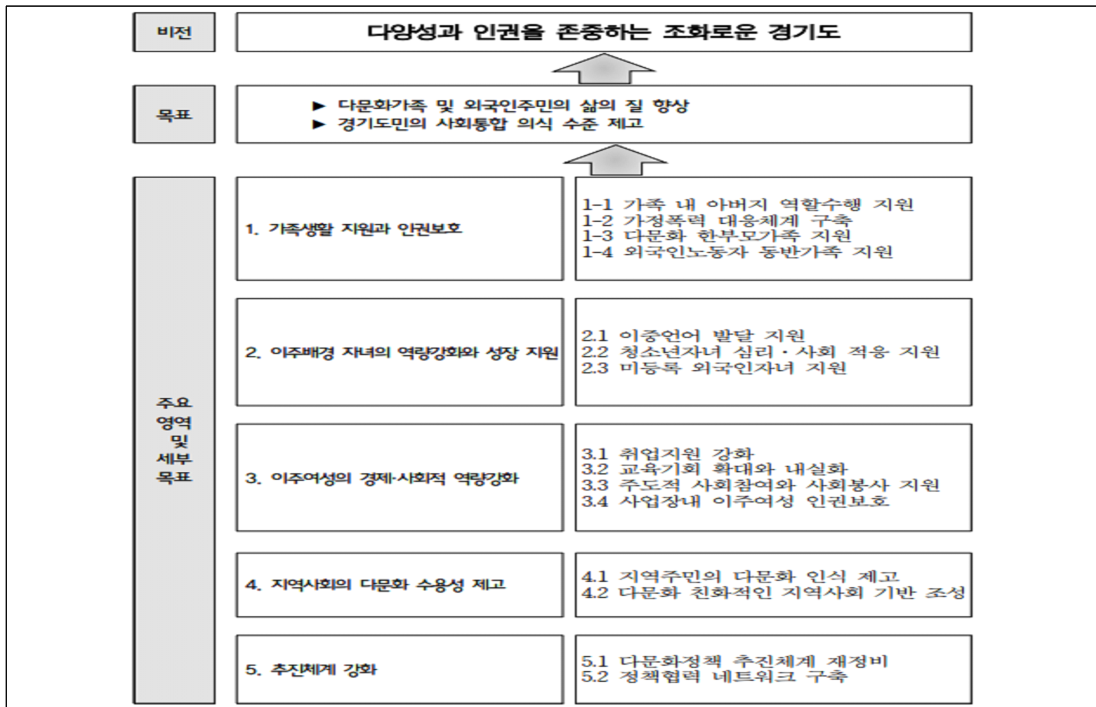 비전
다양성과 인권을 존중하는 조화로운 경기도
목표
► 다문화가족 및 외국인주민의 삶의 질 향상
► 경기도민의 사회통합 의식 수준 제고
주요
영역
및
세부
목표
1. 가족생활 지원과 인권보호
1-1 가족 내 아버지 역할수행 지원
1-2 가정폭력 대응체계 구축
1-3 다문화 한부모가족 지원
1-4 외국인노동자 동반가족 지원
2. 이주배경 자녀의 역량강화와 성장 지원
2.1 이중언어 발달 지원
2.2 청소년자녀 심리·사회 적응 지원
2.3 미등록 외국인자녀 지원
3. 이주여성의 경제·사회적 역량강화
3.1 취업지원 강화
3.2 교육기회 확대와 내실화
3.3 주도적 사회참여와 사회봉사 지원
3.4 사업장내 이주여성 인권보호
4. 지역사회의 다문화 수용성 제고
4.1 지역주민의 다문화 인식 제고
4.2 다문화 친화적인 지역사회 기반 조성
5. 추진체계 강화
5.1 다문화정책 추진체계 재정비
5.2 정책협력 네트워크 구축